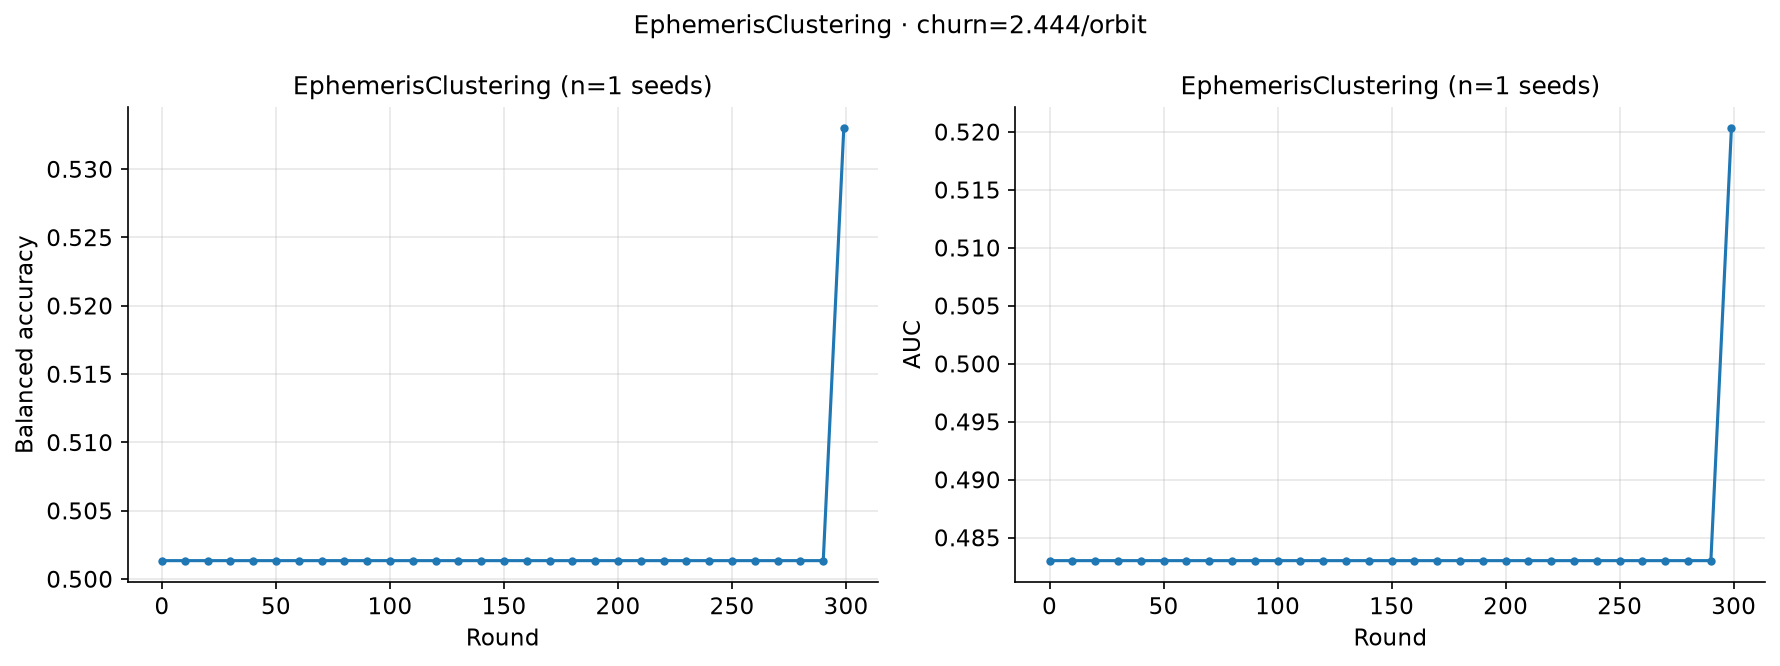 EphemerisClustering · churn=2.444/orbit
EphemerisClustering (n=1 seeds)
Balanced accuracy
0.530
0.525
0.520
0.515
0.510
0.505
0.500
0 50 100 150 200 250 300
Round
EphemerisClustering (n=1 seeds)
AUC
0.520
0.515
0.510
0.505
0.500
0.495
0.490
0.485
0 50 100 150 200 250 300
Round